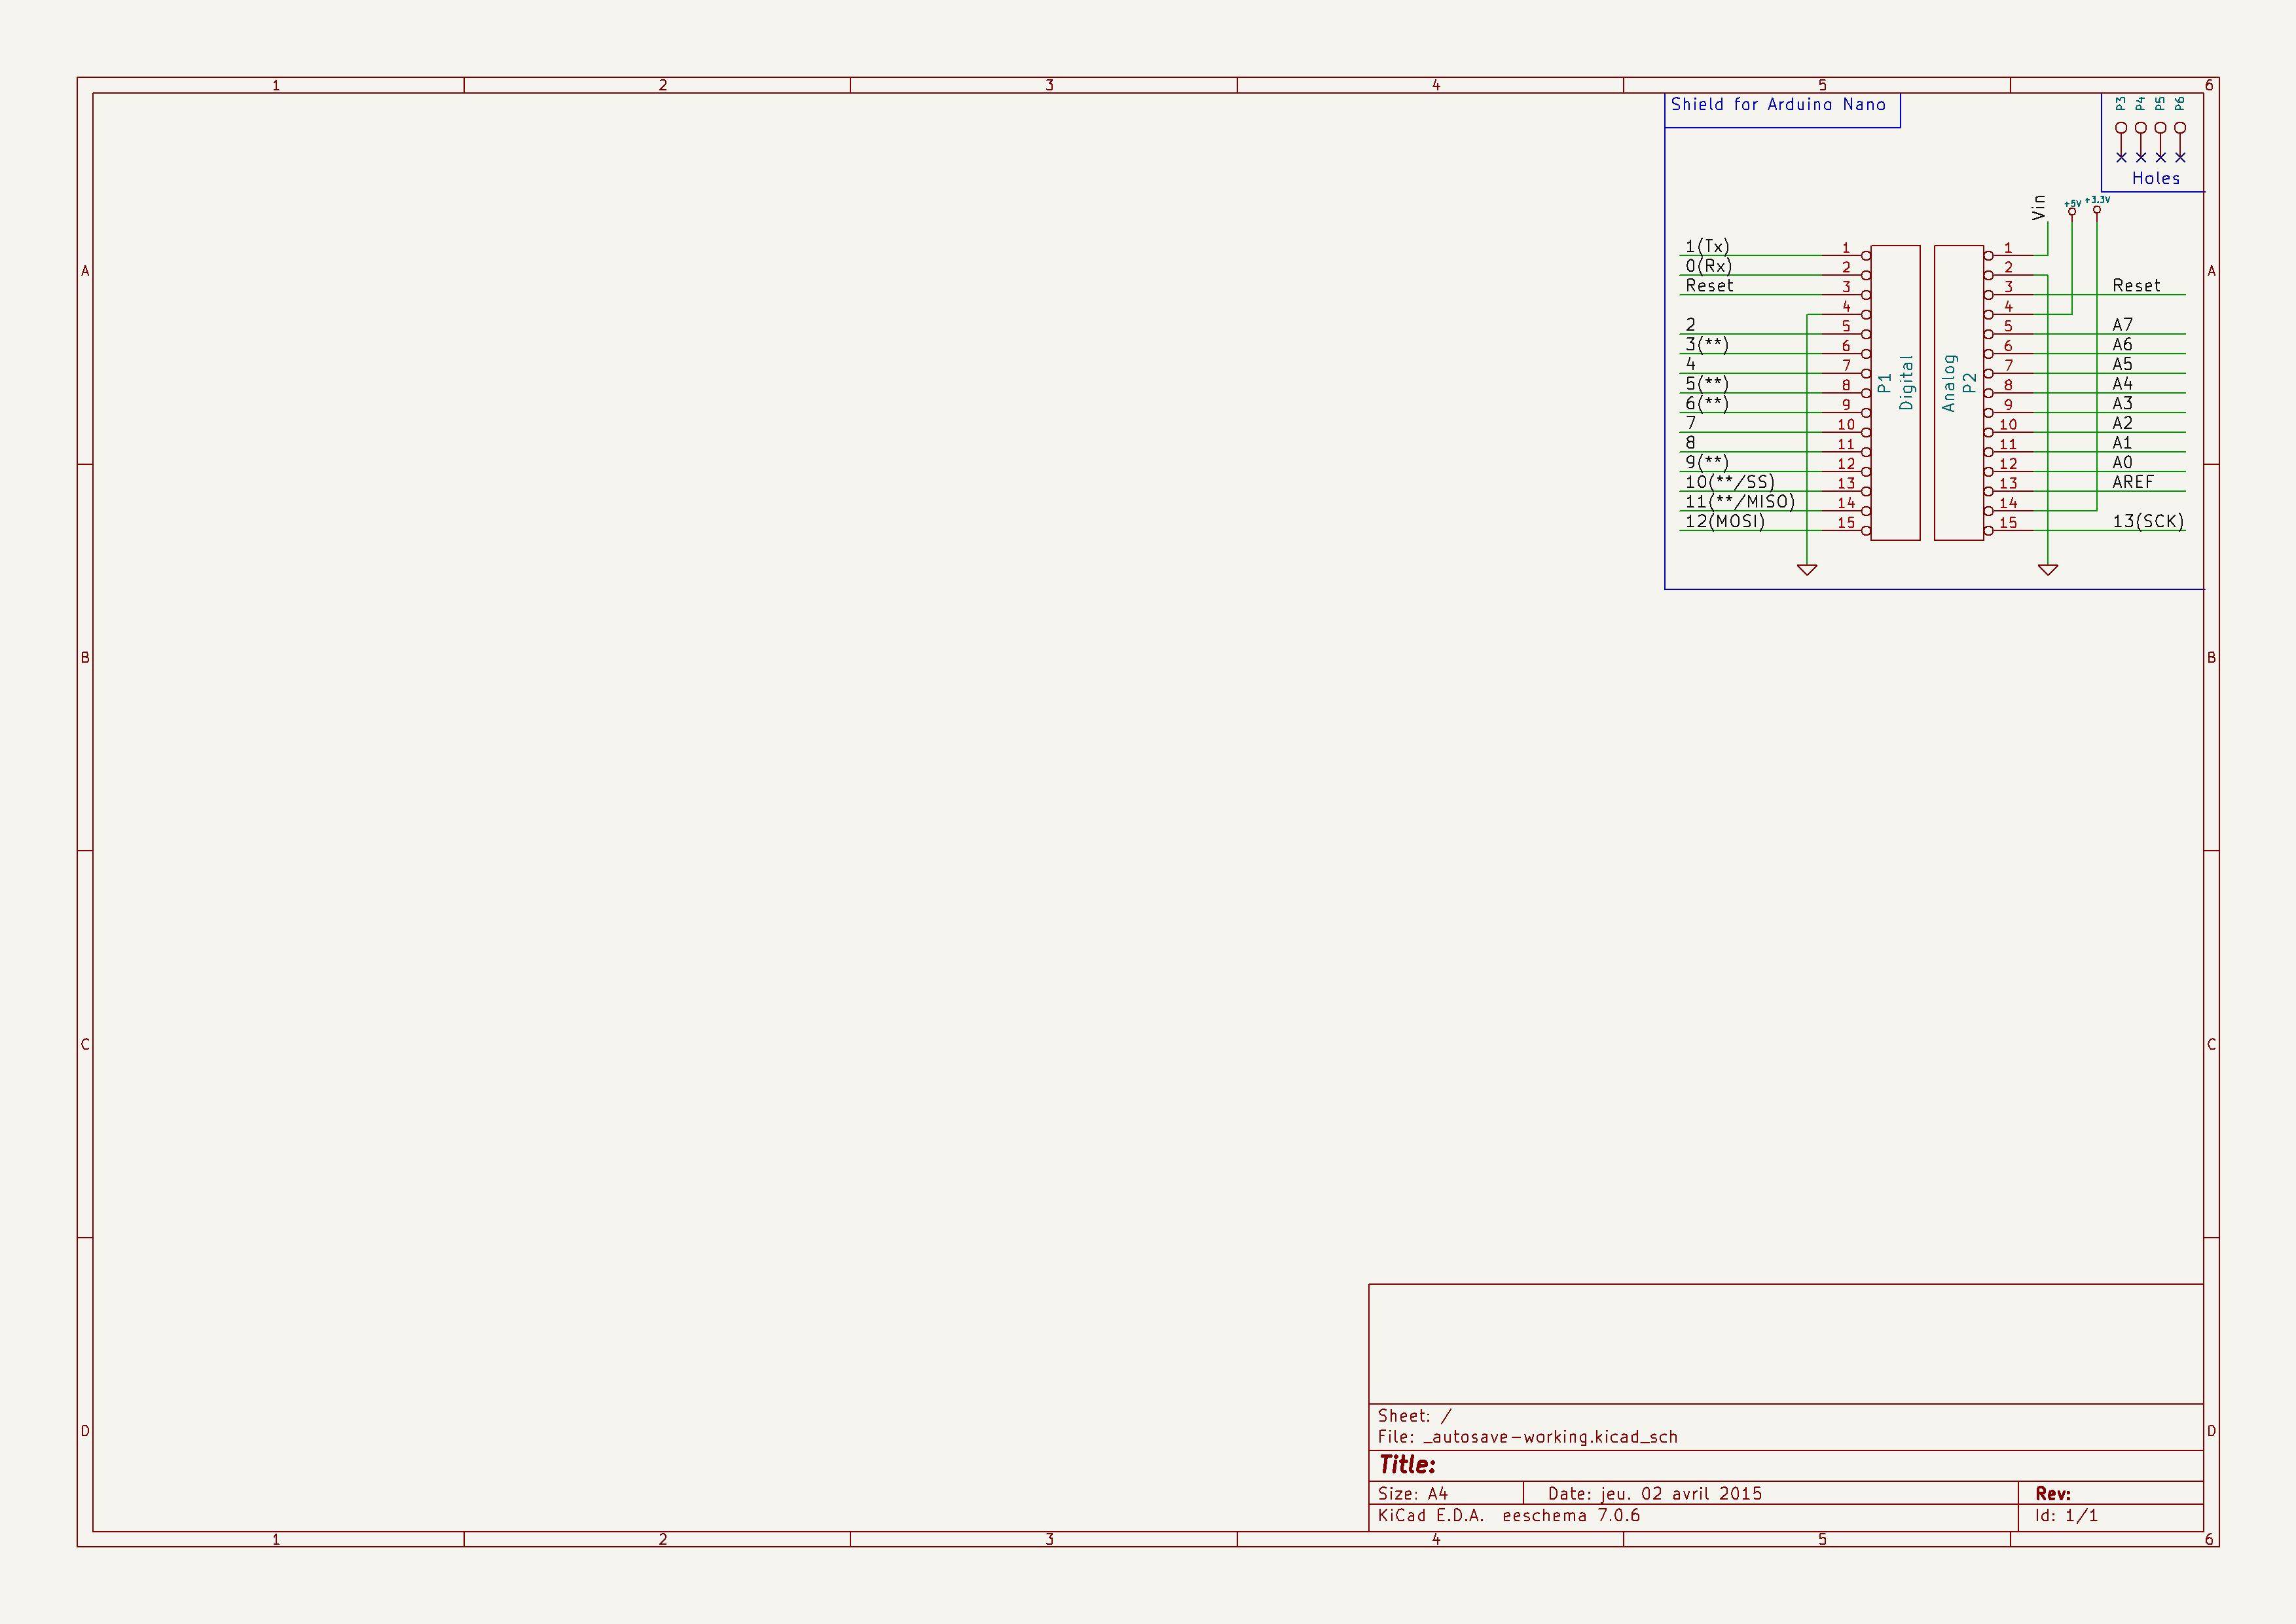 1 2 3 4 5 6
Shield for Arduino Nano
P3 P4 P5 P6
Holes
Vin +5V +3.3V
1(Tx) 1 1
0(Rx) 2 2
Reset 3 3 Reset
4 4
2 5 5 A7
3(**) 6 6 A6
4 7 7 A5
5(**) 8 8 A4
6(**) 9 9 A3
7 10 10 A2
8 11 11 A1
9(**) 12 12 A0
10(**/SS) 13 13 AREF
11(**/MISO) 14 14
12(MOSI) 15 15 13(SCK)
P1
Digital
Analog
P2
A A
B B
C C
D D
Sheet: /
File: _autosave-working.kicad_sch
Title:
Size: A4 Date: jeu. 02 avril 2015 Rev:
KiCad E.D.A. eeschema 7.0.6 Id: 1/1
1 2 3 4 5 6